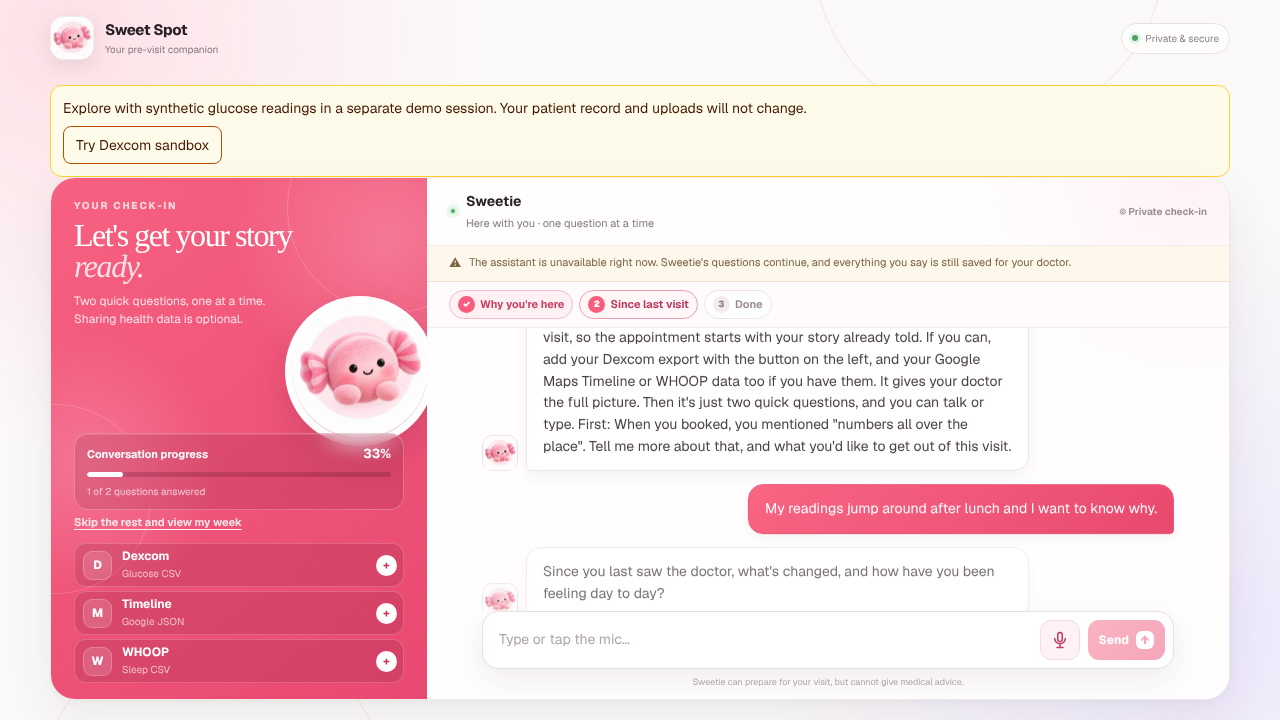 Sweet Spot
Your pre-visit companion
Private & secure
Explore with synthetic glucose readings in a separate demo session. Your patient record and uploads will not change.
Try Dexcom sandbox
YOUR CHECK-IN
Let's get your story
ready.
Two quick questions, one at a time.
Sharing health data is optional.
Conversation progress
33%
1 of 2 questions answered
Skip the rest and view my week
D
Dexcom
Glucose CSV
+
M
Timeline
Google JSON
+
W
WHOOP
Sleep CSV
+
Sweetie
Here with you · one question at a time
Private check-in
The assistant is unavailable right now. Sweetie's questions continue, and everything you say is still saved for your doctor.
Why you're here
2 Since last visit
3 Done
visit, so the appointment starts with your story already told. If you can,
add your Dexcom export with the button on the left, and your Google
Maps Timeline or WHOOP data too if you have them. It gives your doctor
the full picture. Then it's just two quick questions, and you can talk or
type. First: When you booked, you mentioned "numbers all over the
place". Tell me more about that, and what you'd like to get out of this visit.
My readings jump around after lunch and I want to know why.
Since you last saw the doctor, what's changed, and how have you been
feeling day to day?
Type or tap the mic...
Send
Sweetie can prepare for your visit, but cannot give medical advice.